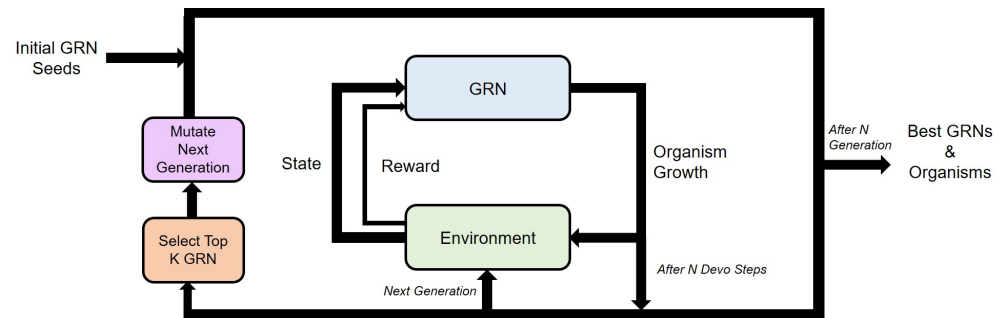 Initial GRN
Seeds
Mutate
Next
Generation
Select Top
K GRN
State
Reward
GRN
Environment
Organism
Growth
After N Devo Steps
Next Generation
After N
Generation
Best GRNs
&
Organisms